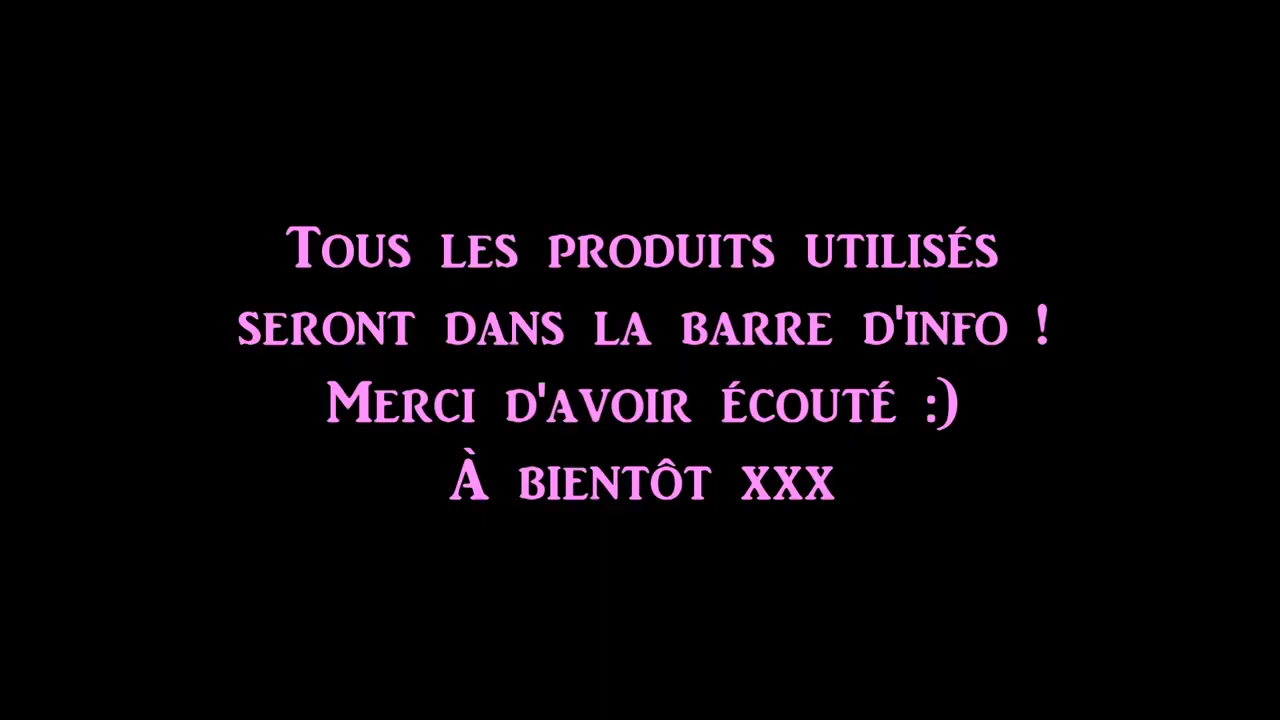 Tous les produits utilisés
seront dans la barre d'info !
Merci d'avoir écouté :)
À bientôt xxx